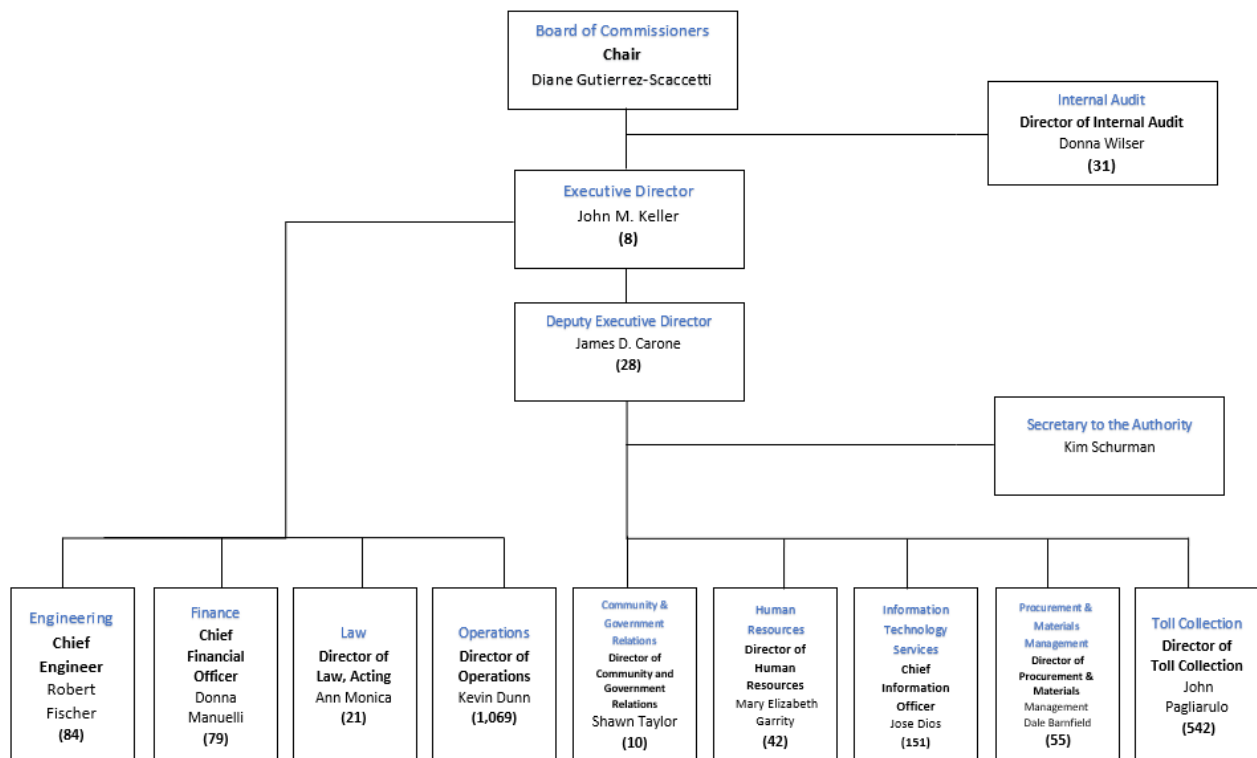 Board of Commissioners
Chair
Diane Gutierrez-Scaccetti
Internal Audit
Director of Internal Audit
Donna Wilser
(31)
Executive Director
John M. Keller
(8)
Deputy Executive Director
James D. Carone
(28)
Secretary to the Authority
Kim Schurman
Engineering
Chief
Engineer
Robert
Fischer
(84)
Finance
Chief
Financial
Officer
Donna
Manuelli
(79)
Law
Director of
Law, Acting
Ann Monica
(21)
Operations
Director of
Operations
Kevin Dunn
(1,069)
Community &
Government
Relations
Director of
Community and
Government
Relations
Shawn Taylor
(10)
Human
Resources
Director of
Human
Resources
Mary Elizabeth
Garrity
(42)
Information
Technology
Services
Chief
Information
Officer
Jose Dios
(151)
Procurement &
Materials
Management
Director of
Procurement &
Materials
Management
Dale Barnfield
(55)
Toll Collection
Director of
Toll Collection
John
Pagliarulo
(542)